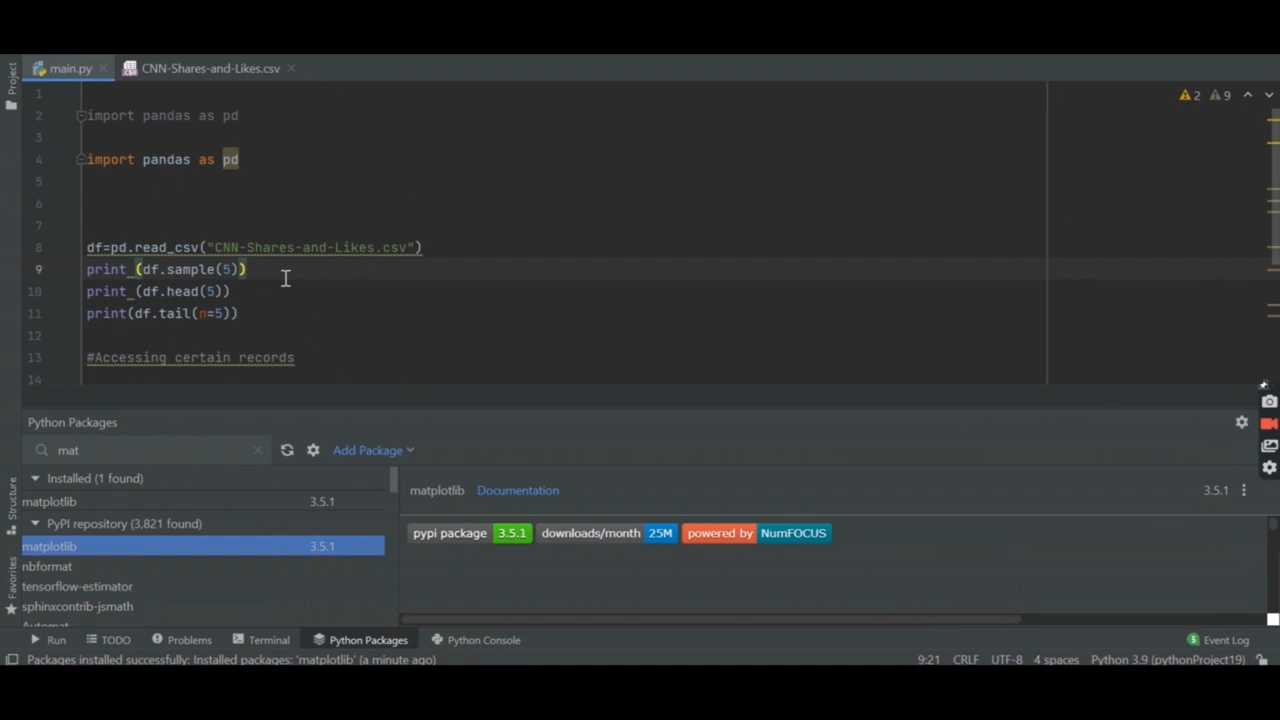 Project
main.py
CNN-Shares-and-Likes.csv
2 9
1
2 import pandas as pd
3
4 import pandas as pd
5
6
7
8 df=pd.read_csv("CNN-Shares-and-Likes.csv")
9 print_(df.sample(5))
10 print_(df.head(5))
11 print(df.tail(n=5))
12
13 #Accessing certain records
14
Python Packages
mat
Add Package
Installed (1 found)
matplotlib 3.5.1
PyPI repository (3,821 found)
matplotlib 3.5.1
nbformat
tensorflow-estimator
sphinxcontrib-jsmath
Automat
matplotlib Documentation 3.5.1
pypi package 3.5.1 downloads/month 25M powered by NumFOCUS
Structure
Favorites
Run TODO Problems Terminal Python Packages Python Console 5 Event Log
Packages installed successfully: Installed packages: 'matplotlib' (a minute ago) 9:21 CRLF UTF-8 4 spaces Python 3.9 (pythonProject19)